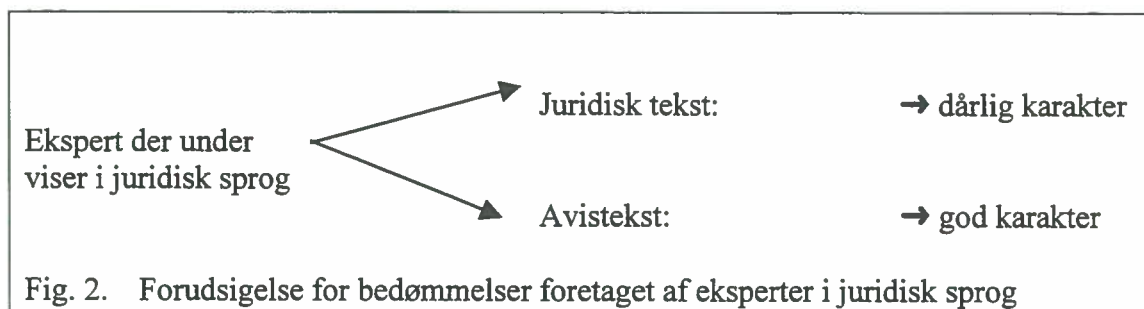 Juridisk tekst: → dårlig karakter
Ekspert der under
viser i juridisk sprog
Avistekst: → god karakter
Fig. 2. Forudsigelse for bedømmelser foretaget af eksperter i juridisk sprog